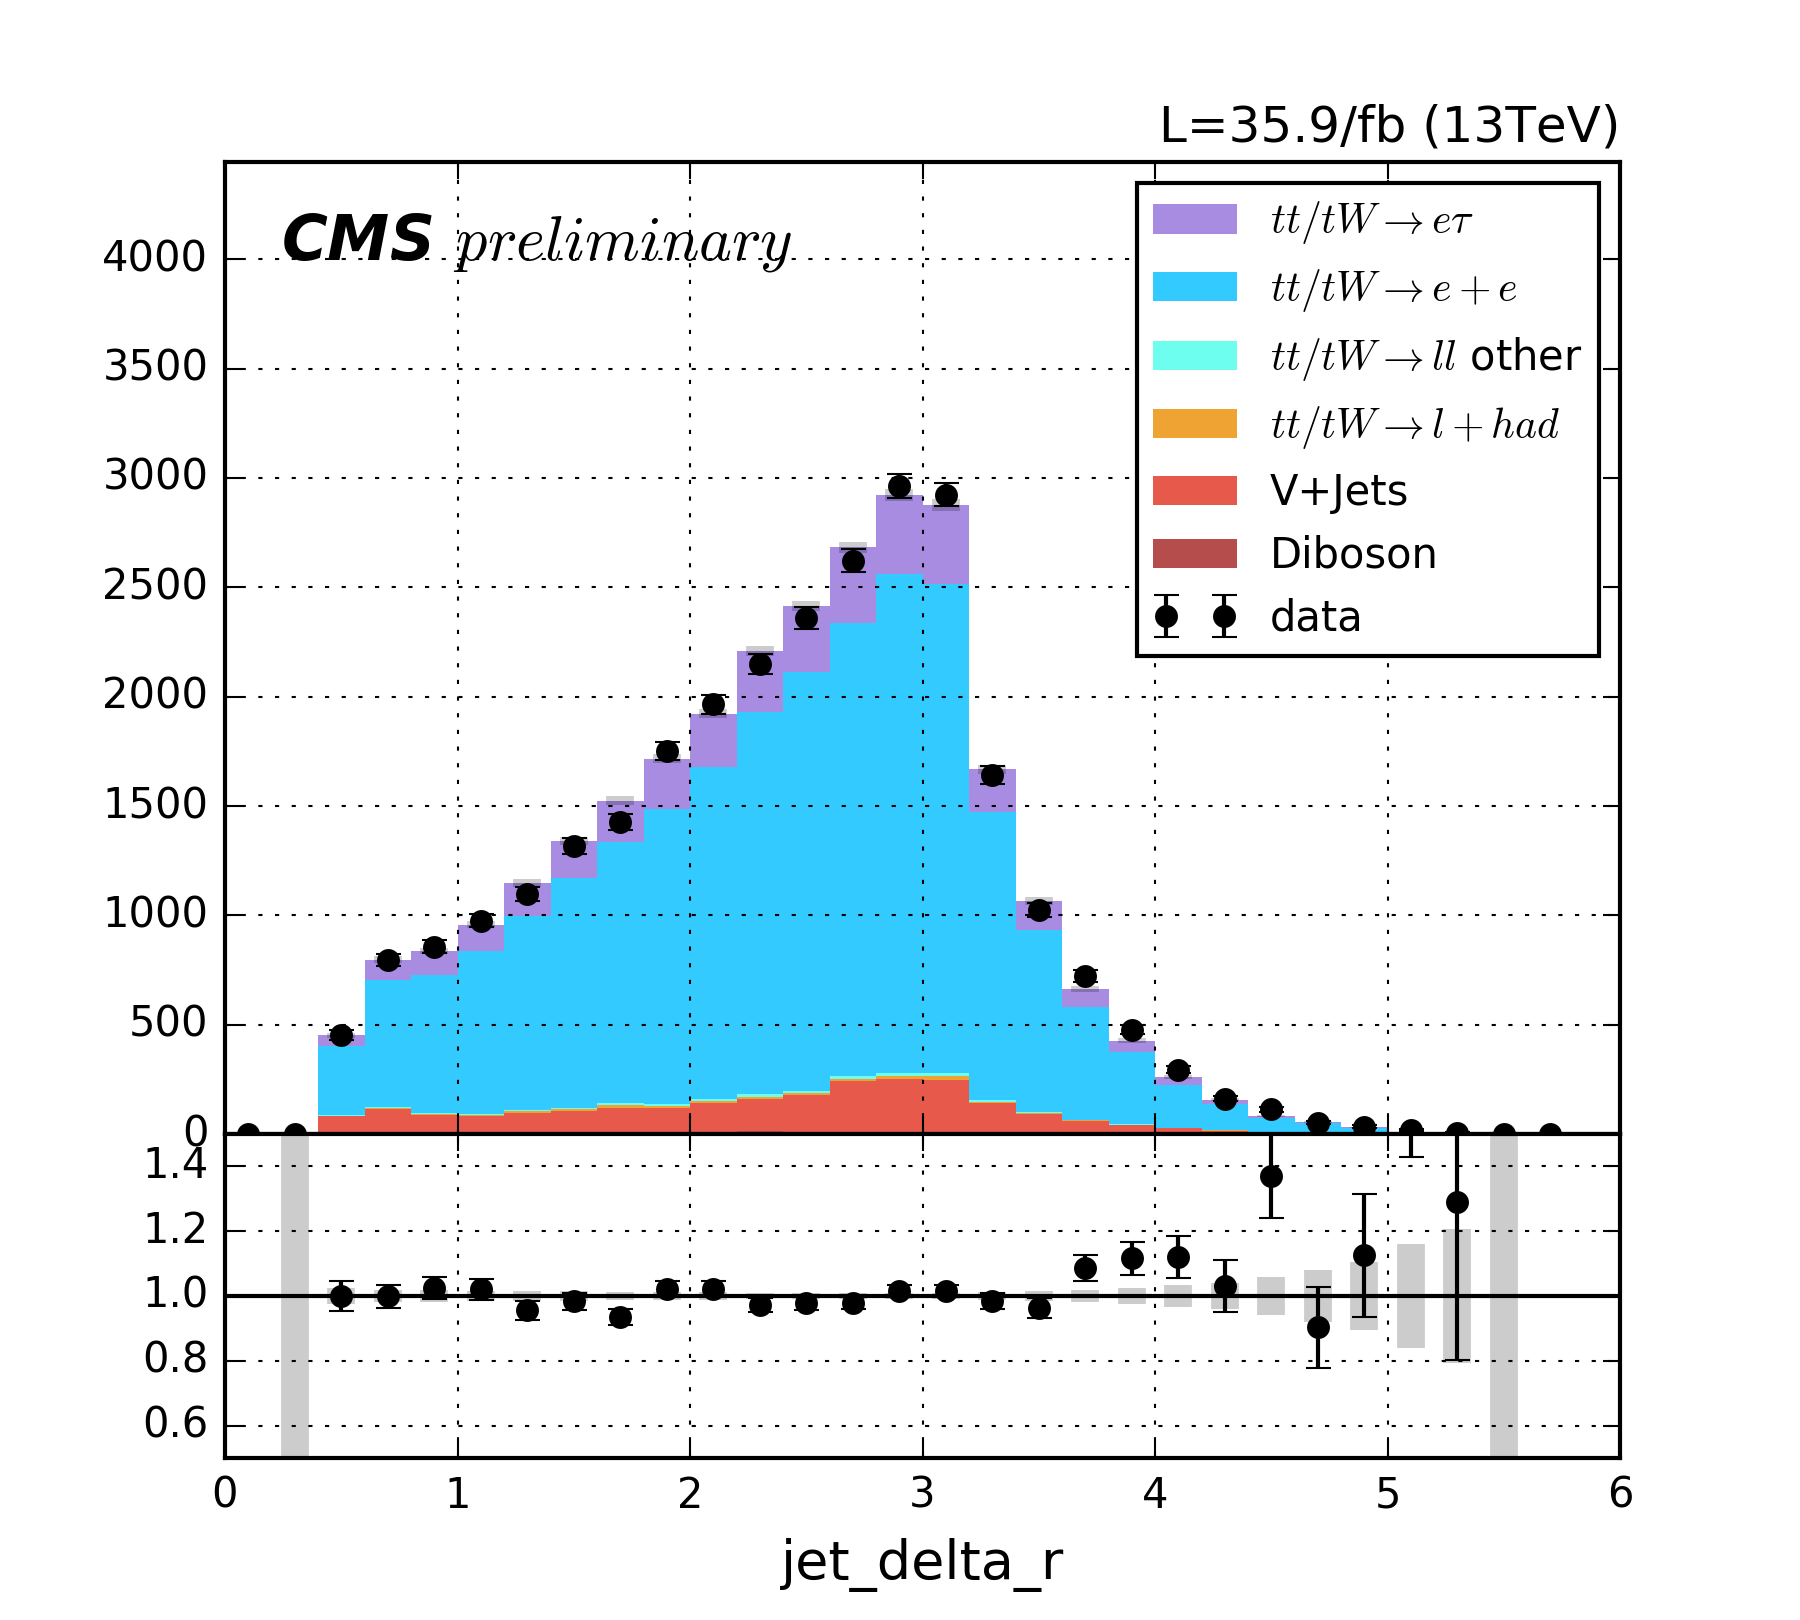 L=35.9/fb (13TeV)
CMS preliminary
tt/tW→eτ
tt/tW→e+e
tt/tW→ll other
tt/tW→l+had
V+Jets
Diboson
data
4000
3500
3000
2500
2000
1500
1000
500
0
1.4
1.2
1.0
0.8
0.6
0 1 2 3 4 5 6
jet_delta_r